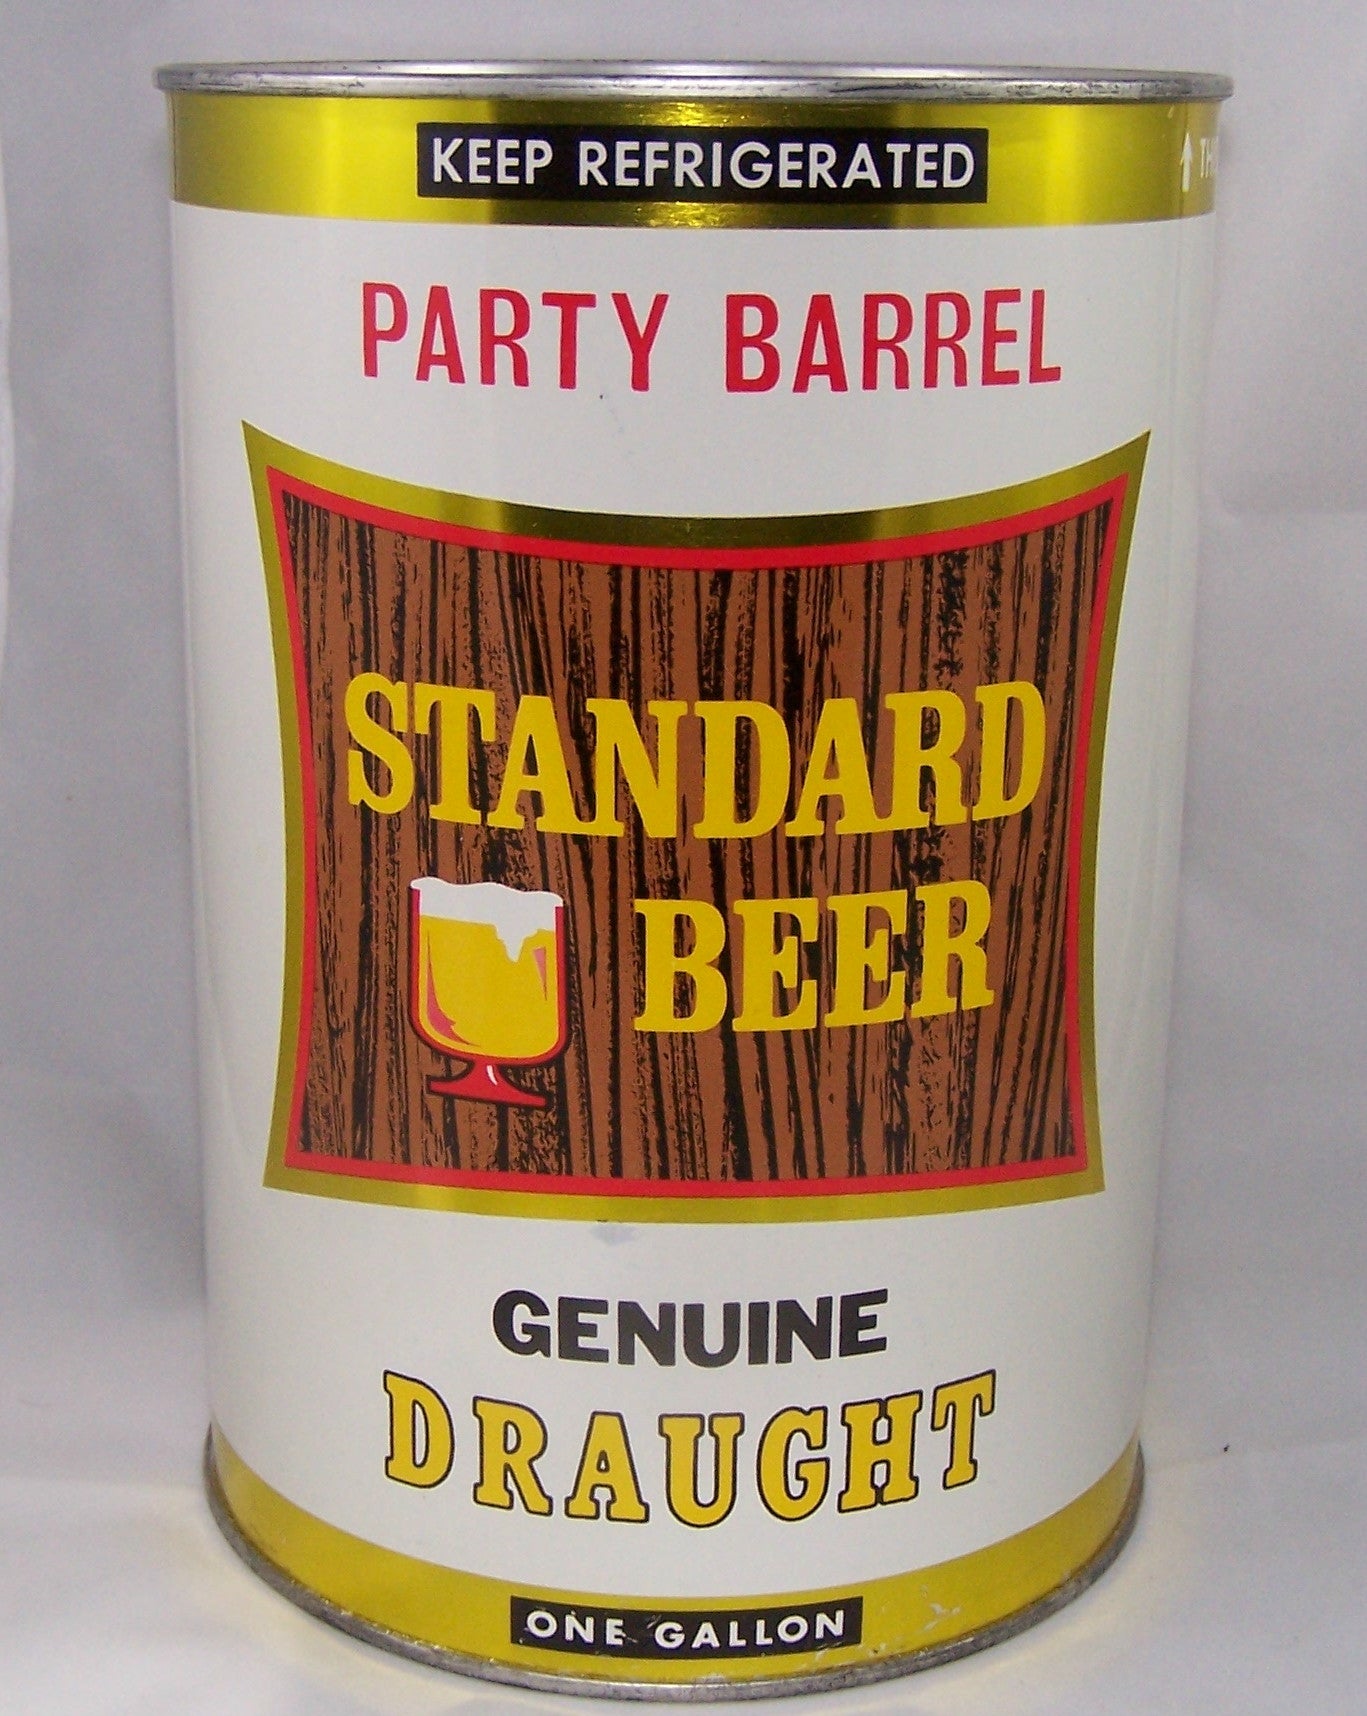 KEEP REFRIGERATED
PARTY BARREL
STANDARD
BEER
GENUINE
DRAUGHT
ONE GALLON